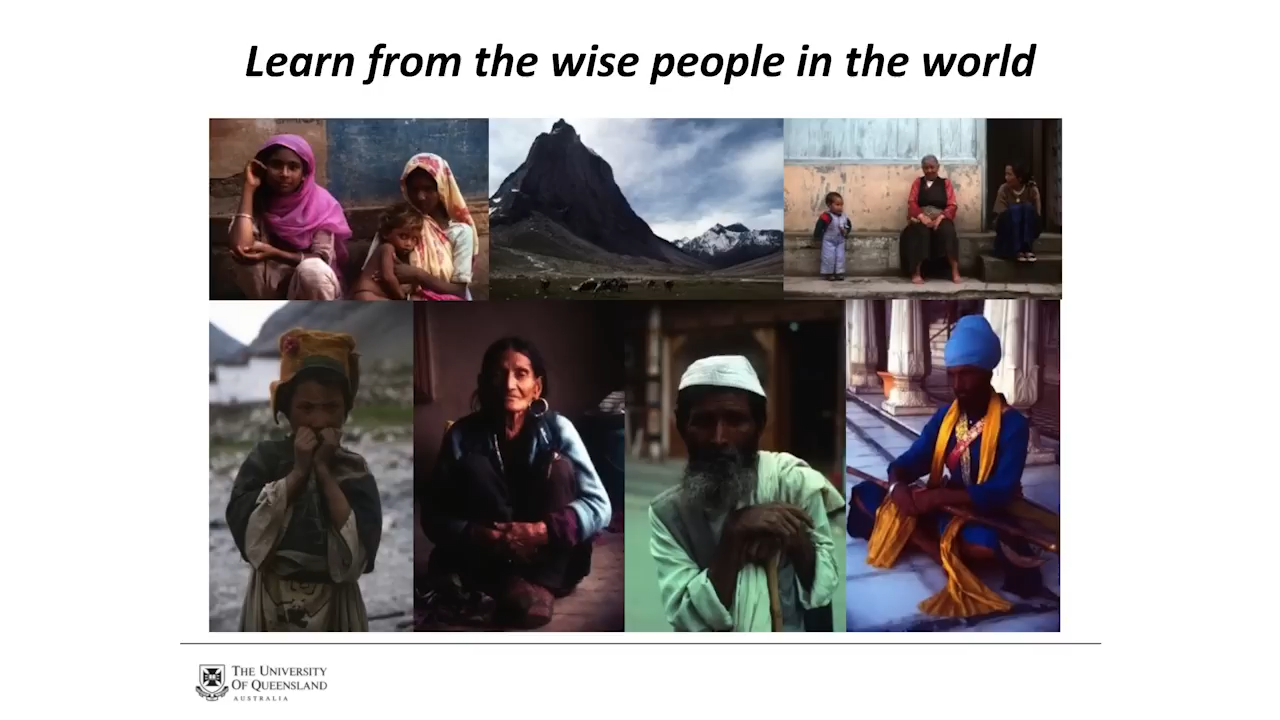 Learn from the wise people in the world
THE UNIVERSITY
OF QUEENSLAND
AUSTRALIA